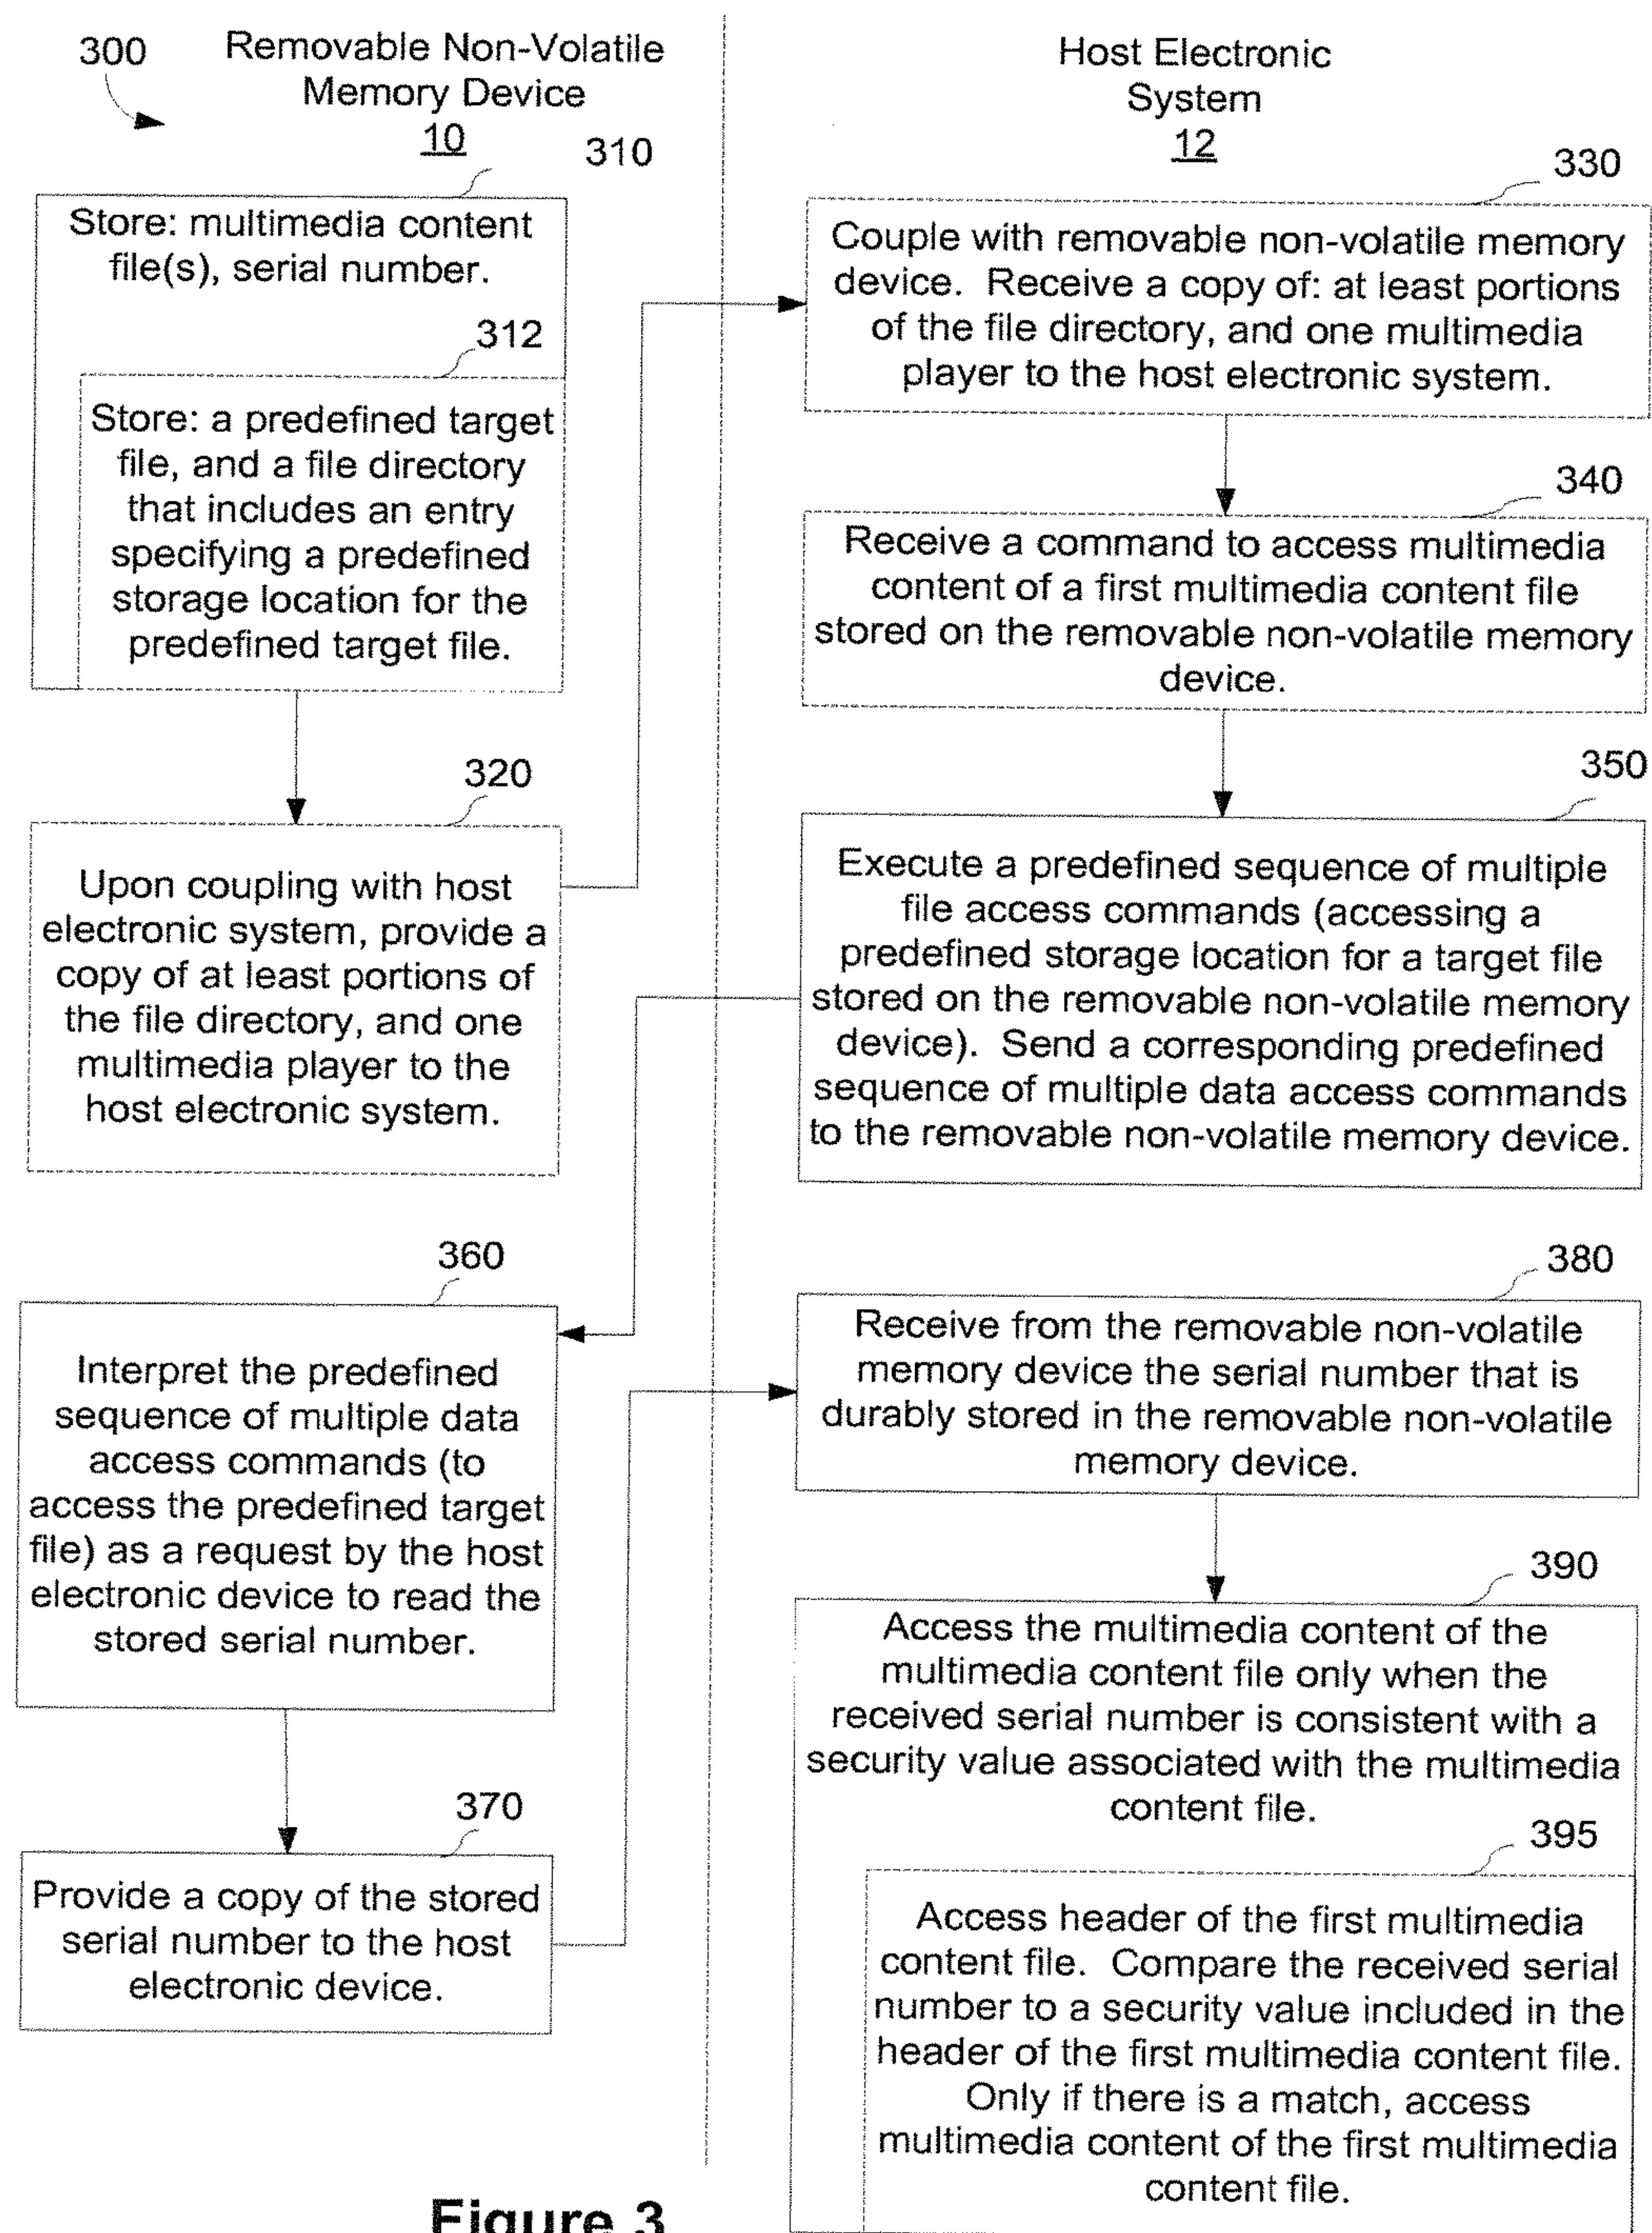 300
Removable Non-Volatile
Memory Device
10
Host Electronic
System
12
310
Store: multimedia content
file(s), serial number.
312
Store: a predefined target
file, and a file directory
that includes an entry
specifying a predefined
storage location for the
predefined target file.
320
Upon coupling with host
electronic system, provide a
copy of at least portions of
the file directory, and one
multimedia player to the
host electronic system.
330
Couple with removable non-volatile memory
device.  Receive a copy of: at least portions
of the file directory, and one multimedia
player to the host electronic system.
340
Receive a command to access multimedia
content of a first multimedia content file
stored on the removable non-volatile memory
device.
350
Execute a predefined sequence of multiple
file access commands (accessing a
predefined storage location for a target file
stored on the removable non-volatile memory
device).  Send a corresponding predefined
sequence of multiple data access commands
to the removable non-volatile memory device.
360
Interpret the predefined
sequence of multiple data
access commands (to
access the predefined target
file) as a request by the host
electronic device to read the
stored serial number.
370
Provide a copy of the stored
serial number to the host
electronic device.
380
Receive from the removable non-volatile
memory device the serial number that is
durably stored in the removable non-volatile
memory device.
390
Access the multimedia content of the
multimedia content file only when the
received serial number is consistent with a
security value associated with the multimedia
content file.
395
Access header of the first multimedia
content file.  Compare the received serial
number to a security value included in the
header of the first multimedia content file.
Only if there is a match, access
multimedia content of the first multimedia
content file.
Figure 3